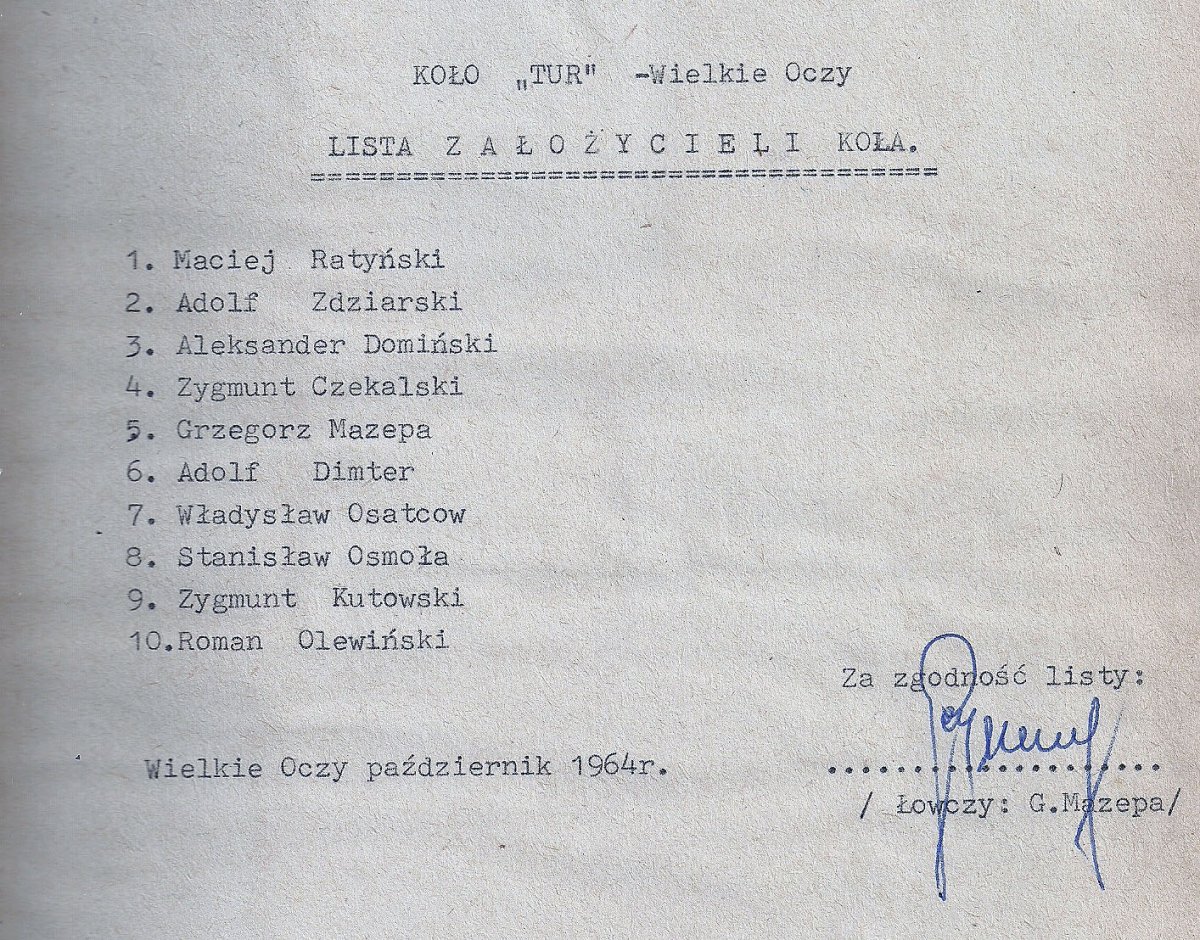 KOŁO „TUR" -Wielkie Oczy
LISTA Z A Ł O Ż Y C I E L I KOŁA.
=====================================
1. Maciej Ratyński
2. Adolf Zdziarski
3. Aleksander Domiński
4. Zygmunt Czekalski
5. Grzegorz Mazepa
6. Adolf Dimter
7. Władysław Osatcow
8. Stanisław Osmoła
9. Zygmunt Kutowski
10.Roman Olewiński
Za zgodność listy:
Wielkie Oczy październik 1964r.
....................
/ Łowczy: G.Mazepa/